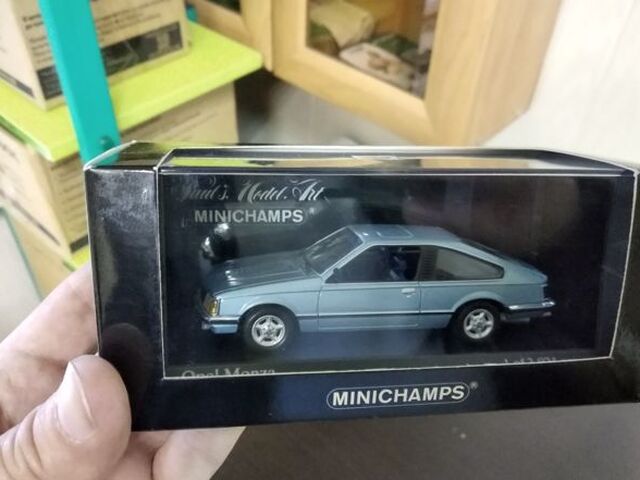 Paul's Model Art
MINICHAMPS
Opel Monza
MINICHAMPS®